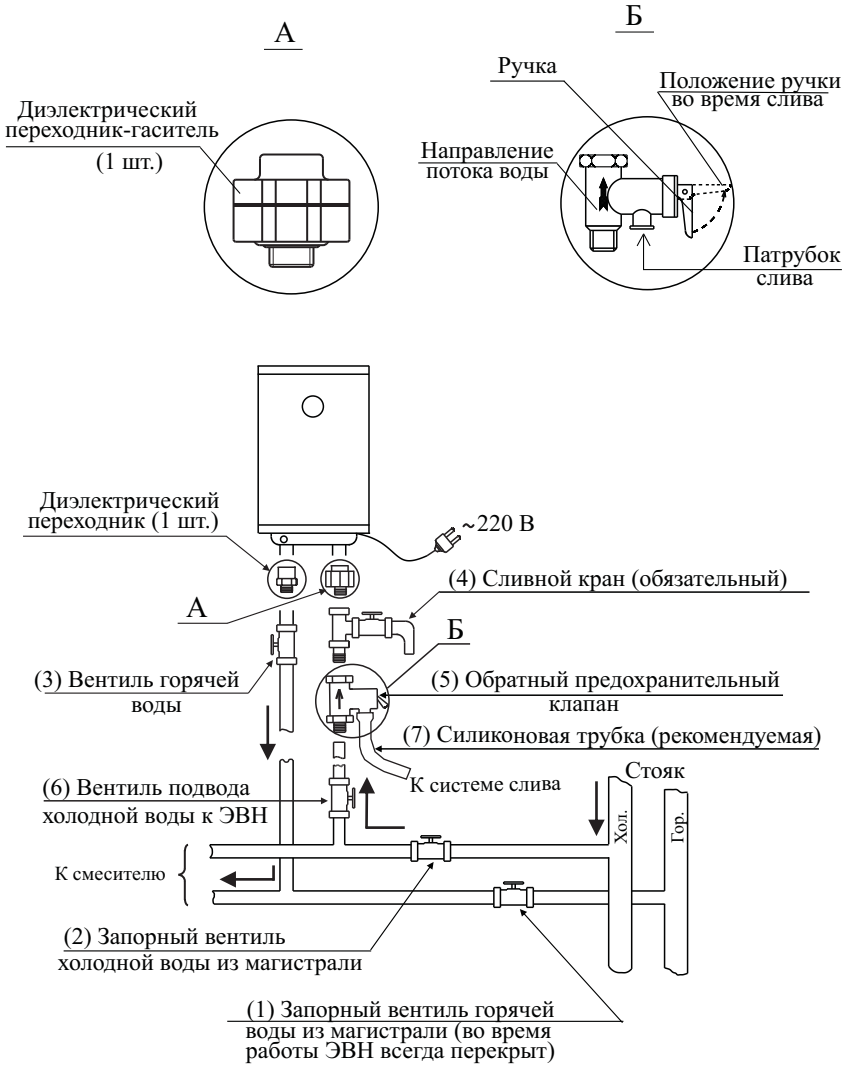 А
Б
Ручка
Положение ручки
во время слива
Диэлектрический
переходник-гаситель
(1 шт.)
Направление
потока воды
Патрубок
слива
Диэлектрический
переходник (1 шт.)
~220 В
(4) Сливной кран (обязательный)
А
Б
(3) Вентиль горячей
воды
(5) Обратный предохранительный
клапан
(7) Силиконовая трубка (рекомендуемая)
К системе слива
Стояк
(6) Вентиль подвода
холодной воды к ЭВН
Хол.
Гор.
К смесителю
(2) Запорный вентиль
холодной воды из магистрали
(1) Запорный вентиль горячей
воды из магистрали (во время
работы ЭВН всегда перекрыт)